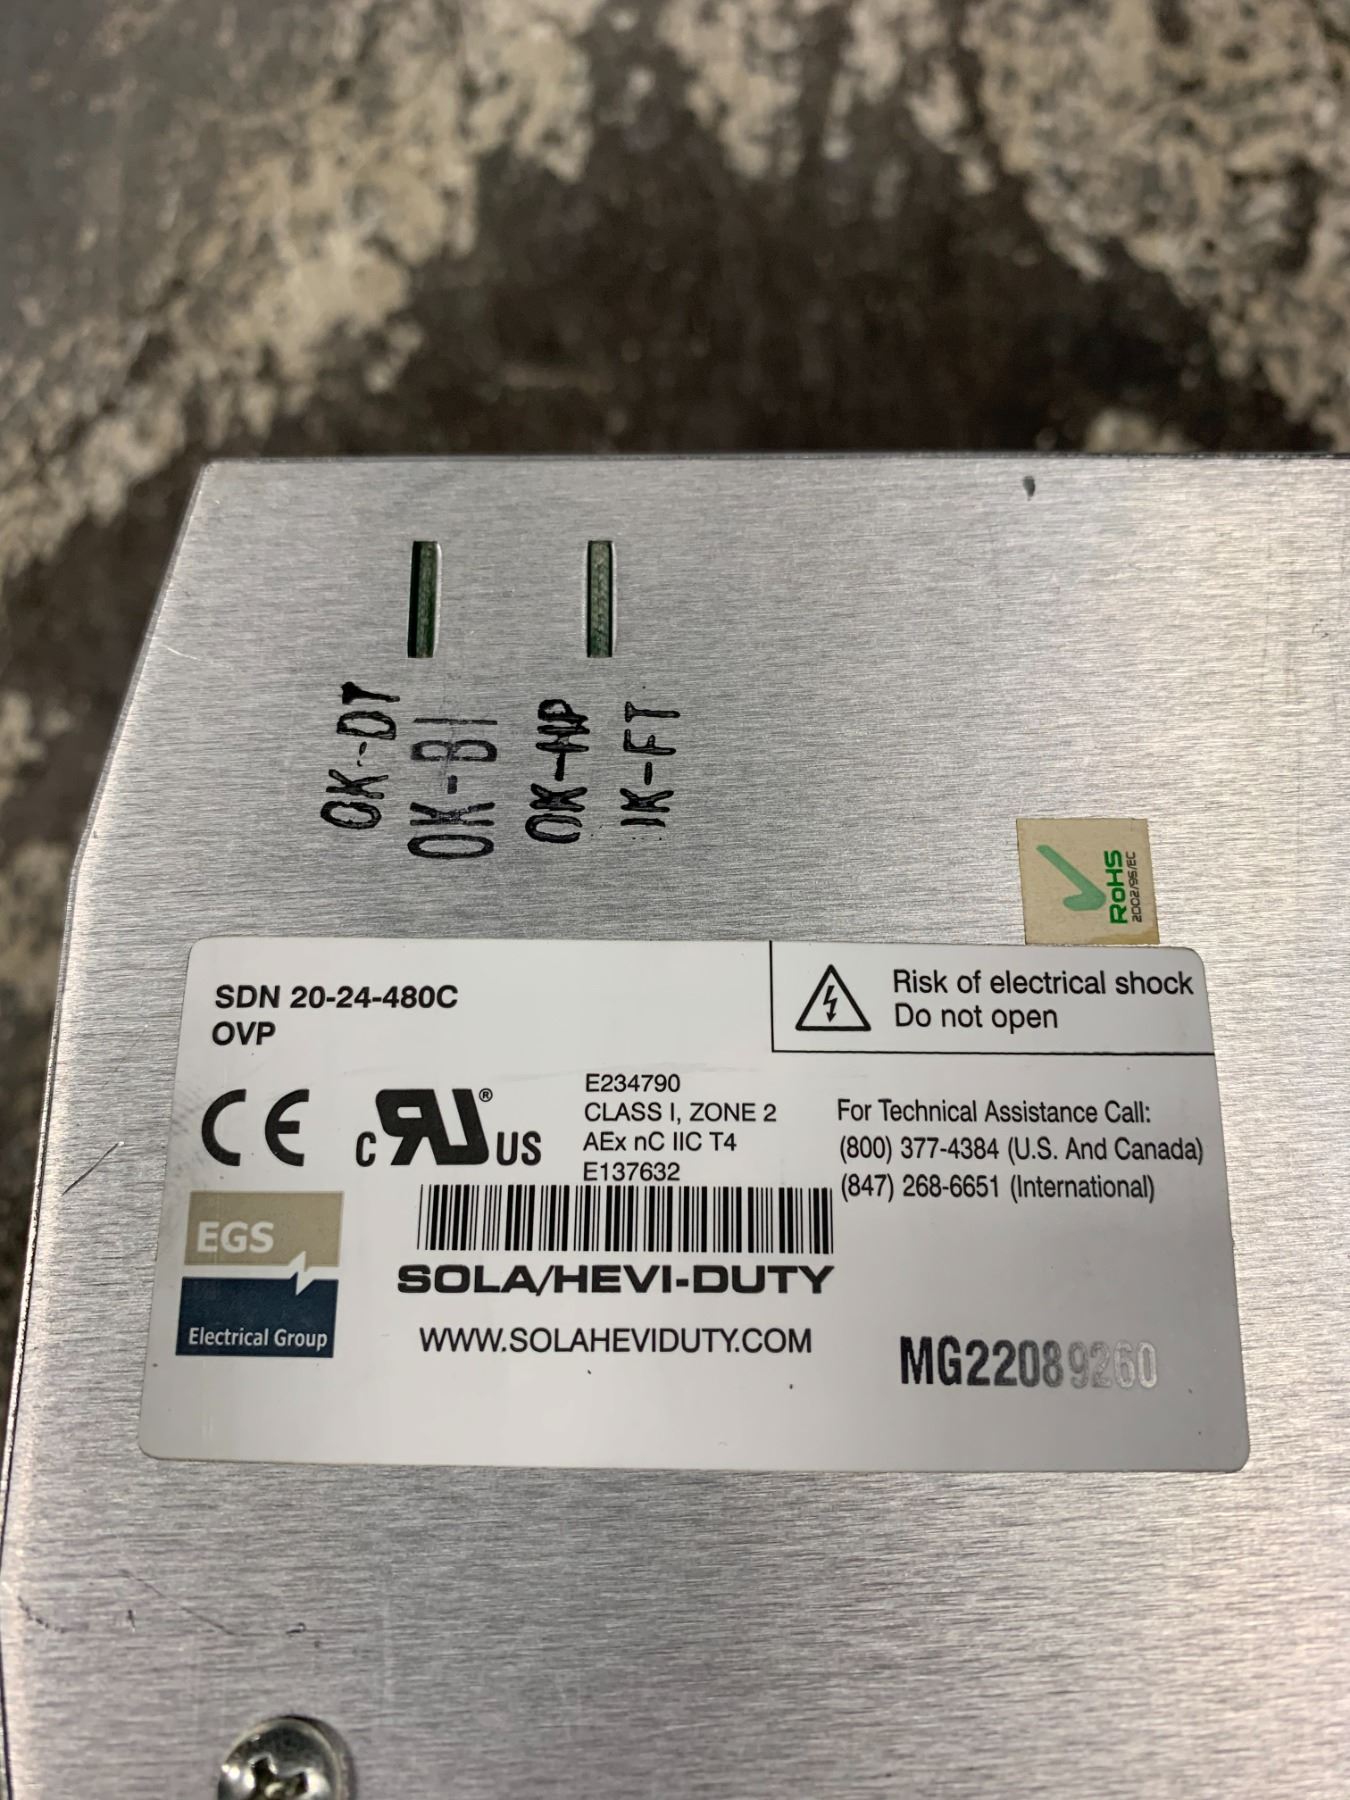 OK-DT
OK-BI
OK-NP
IK-FT
RoHS
2002/95/EC
SDN 20-24-480C
OVP
Risk of electrical shock
Do not open
CE
c RU® US
E234790
CLASS I, ZONE 2
AEx nC IIC T4
E137632
For Technical Assistance Call:
(800) 377-4384 (U.S. And Canada)
(847) 268-6651 (International)
EGS
Electrical Group
SOLA/HEVI-DUTY
WWW.SOLAHEVIDUTY.COM
MG22089260